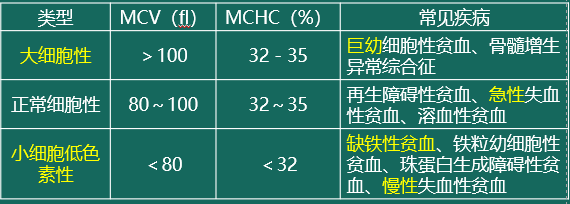 类型 MCV（fl） MCHC（%） 常见疾病
大细胞性 ＞100 32－35 巨幼细胞性贫血、骨髓增生
异常综合征
正常细胞性 80～100 32～35 再生障碍性贫血、急性失血
性贫血、溶血性贫血
小细胞低色
素性 ＜80 ＜32 缺铁性贫血、铁粒幼细胞性
贫血、珠蛋白生成障碍性贫
血、慢性失血性贫血